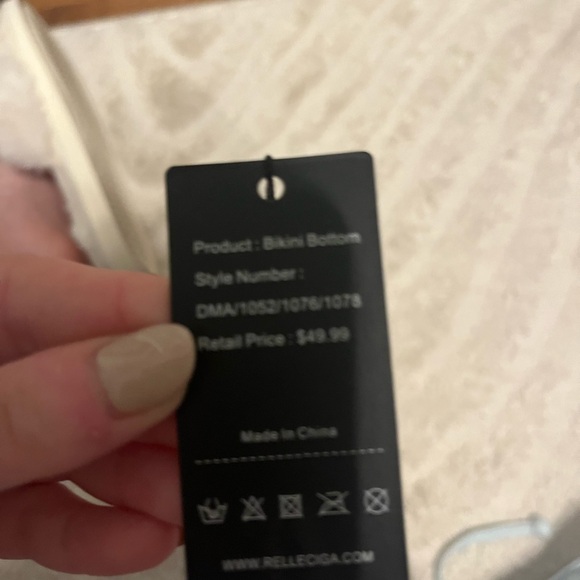 Product : Bikini Bottom
Style Number :
DMA/1052/1076/1078
Retail Price : $49.99
Made In China
WWW.RELLECIGA.COM